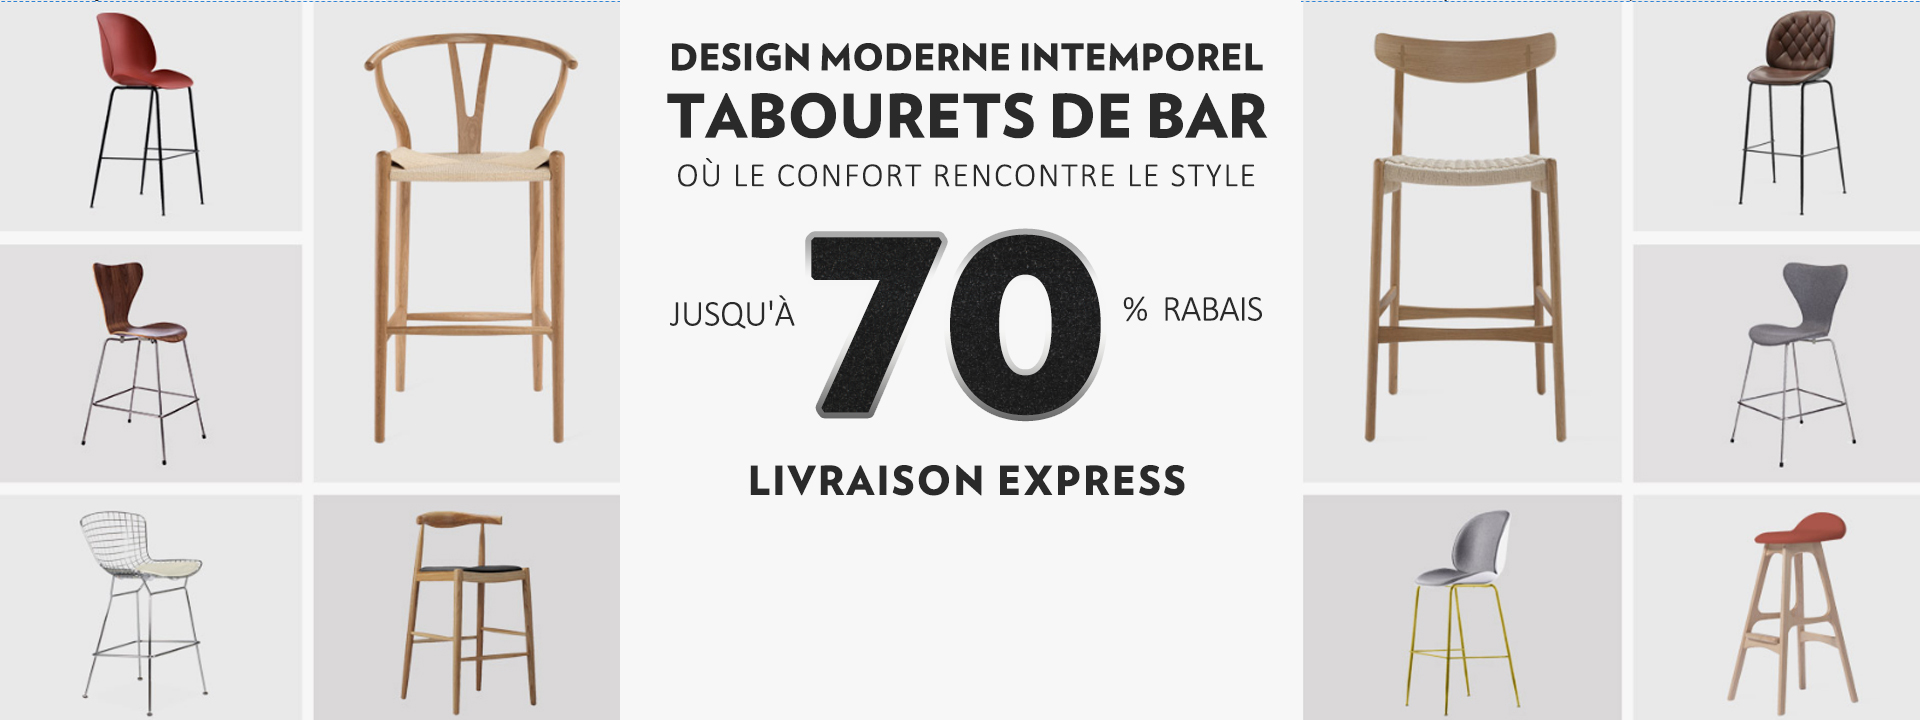 DESIGN MODERNE INTEMPOREL
TABOURETS DE BAR
OÙ LE CONFORT RENCONTRE LE STYLE
JUSQU'À 70 % RABAIS
LIVRAISON EXPRESS